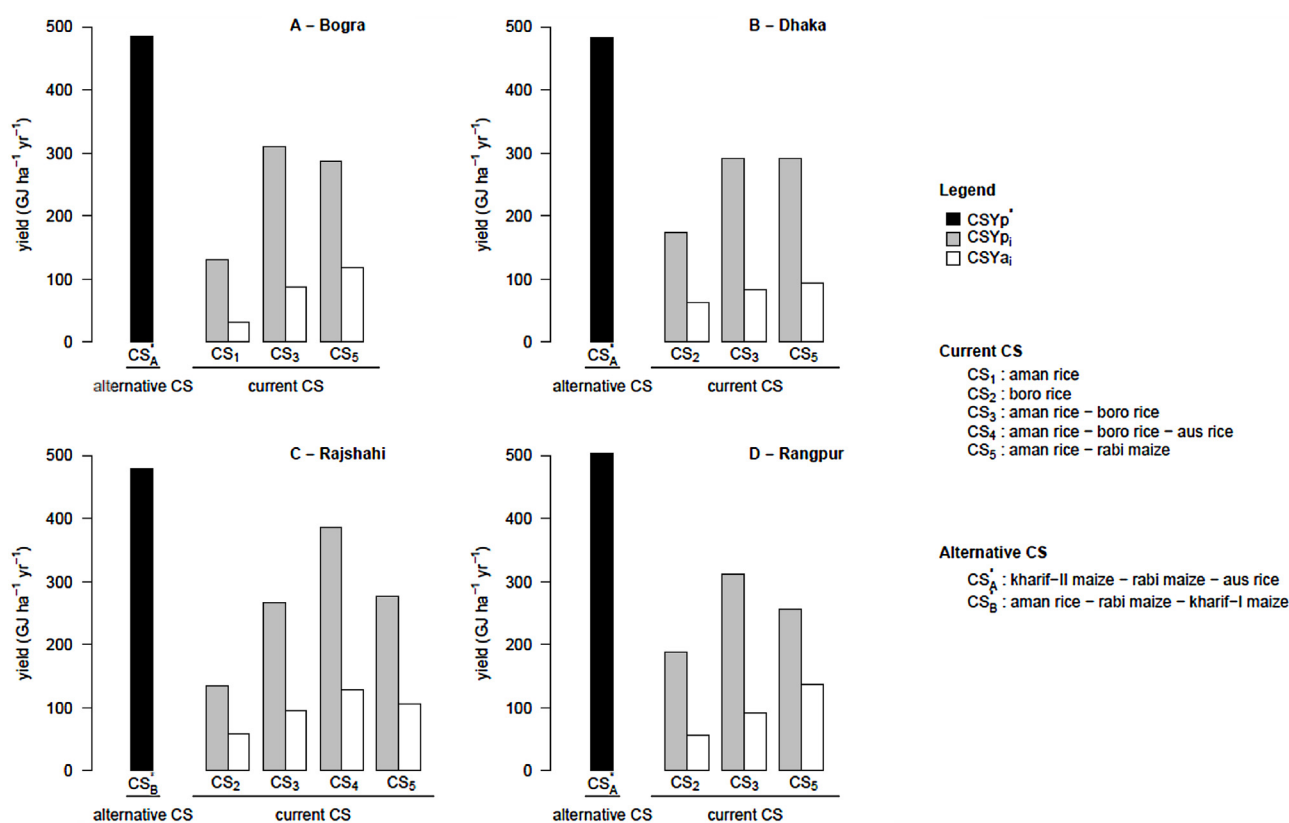 A − Bogra
500
400
300
200
100
0
yield (GJ ha⁻¹ yr⁻¹)
CS*A
CS1
CS3
CS5
alternative CS
current CS
B − Dhaka
500
400
300
200
100
0
yield (GJ ha⁻¹ yr⁻¹)
CS*A
CS2
CS3
CS5
alternative CS
current CS
C − Rajshahi
500
400
300
200
100
0
yield (GJ ha⁻¹ yr⁻¹)
CS*B
CS2
CS3
CS4
CS5
alternative CS
current CS
D − Rangpur
500
400
300
200
100
0
yield (GJ ha⁻¹ yr⁻¹)
CS*A
CS2
CS3
CS5
alternative CS
current CS
Legend
CSYp*
CSYpi
CSYai
Current CS
CS1 : aman rice
CS2 : boro rice
CS3 : aman rice − boro rice
CS4 : aman rice − boro rice − aus rice
CS5 : aman rice − rabi maize
Alternative CS
CS*A : kharif−II maize − rabi maize − aus rice
CS*B : aman rice − rabi maize − kharif−I maize